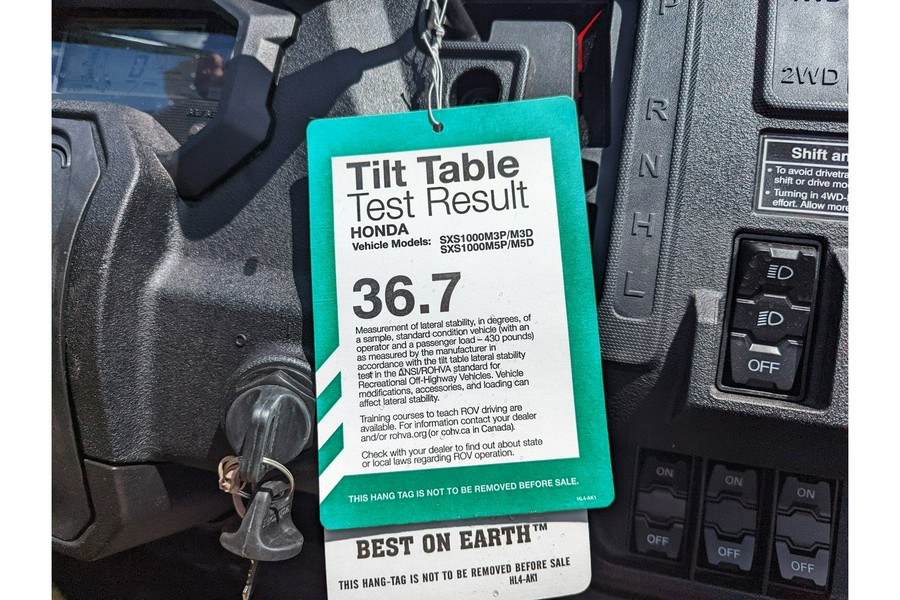 Tilt Table
Test Result
HONDA
Vehicle Models: SXS1000M3P/M3D
SXS1000M5P/M5D
36.7
Measurement of lateral stability, in degrees, of
a sample, standard condition vehicle (with an
operator and a passenger load – 430 pounds)
as measured by the manufacturer in
accordance with the tilt table lateral stability
test in the ANSI/ROHVA standard for
Recreational Off-Highway Vehicles. Vehicle
modifications, accessories, and loading can
affect lateral stability.
Training courses to teach ROV driving are
available. For information contact your dealer
and/or rohva.org (or cohv.ca in Canada).
Check with your dealer to find out about state
or local laws regarding ROV operation.
THIS HANG TAG IS NOT TO BE REMOVED BEFORE SALE.
HL4-AK1
BEST ON EARTH™
THIS HANG-TAG IS NOT TO BE REMOVED BEFORE SALE
HL4-AK1
P
R
N
H
L
2WD
Shift an
• To avoid drivetra
shift or drive mo
• Turning in 4WD-
effort. Allow more
OFF
ON
OFF
ON
OFF
ON
OFF